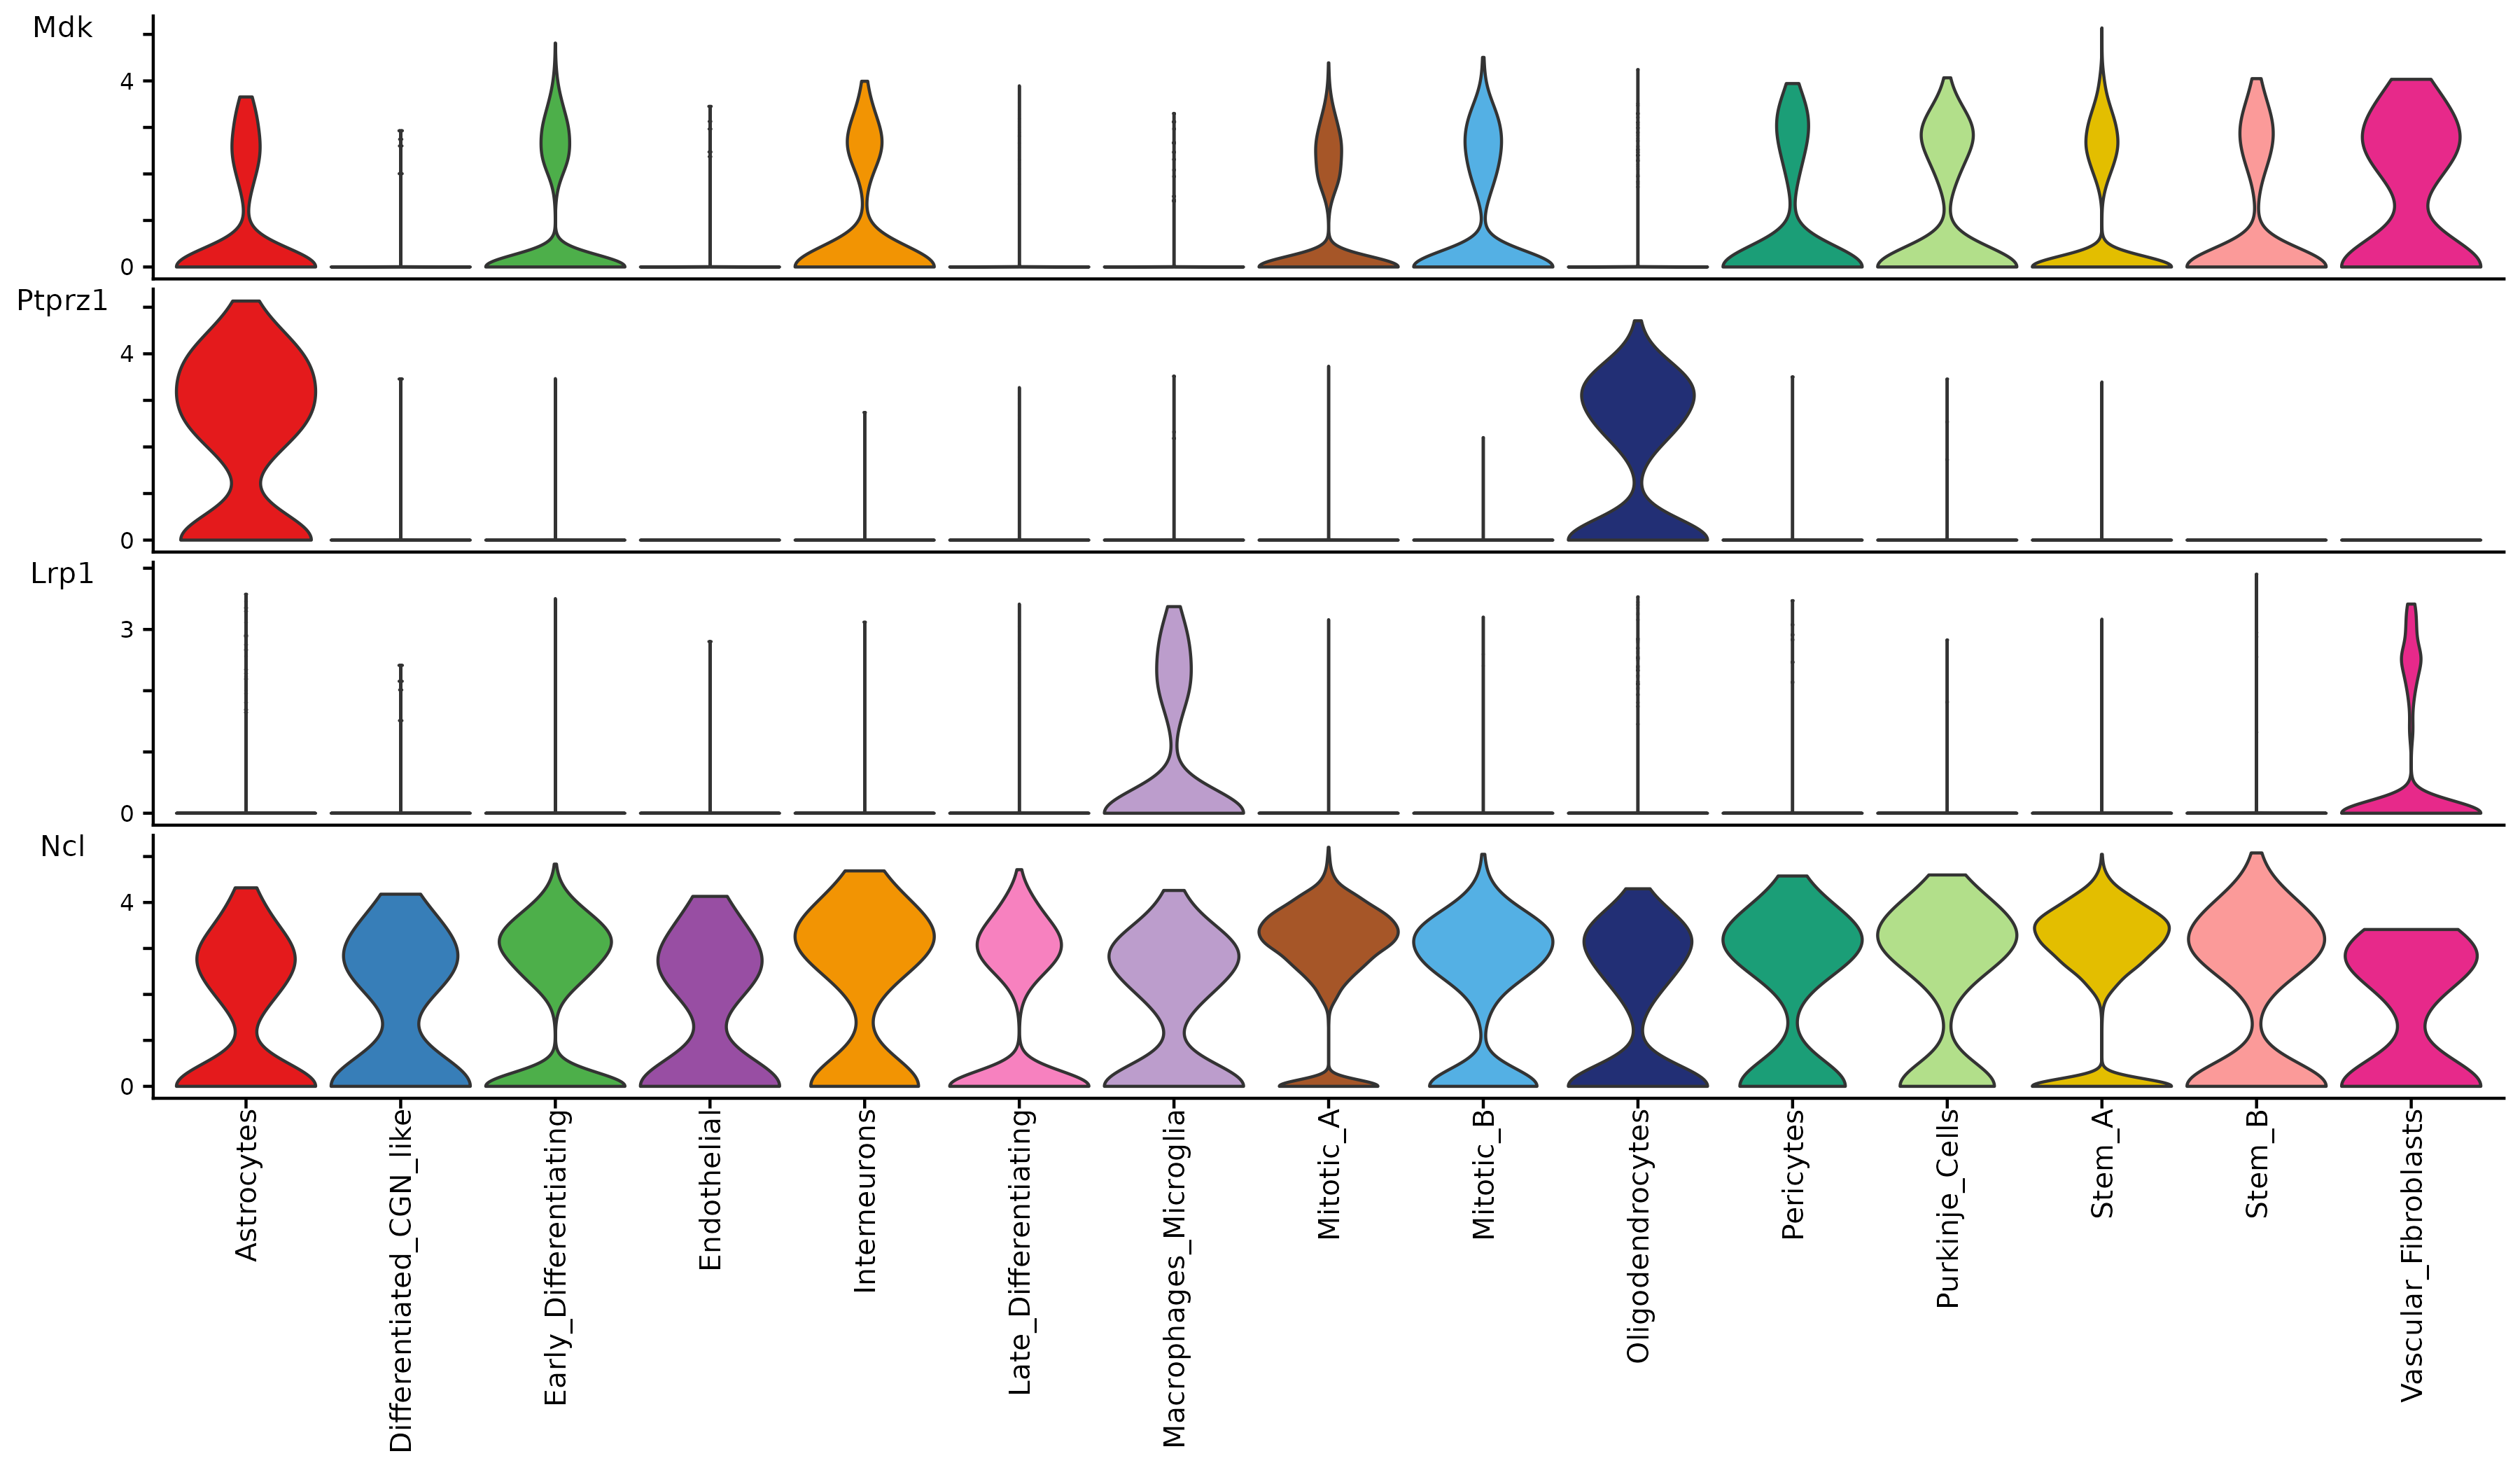 Mdk
4
0
Ptprz1
4
0
Lrp1
3
0
Ncl
4
0
Astrocytes
Differentiated_CGN_like
Early_Differentiating
Endothelial
Interneurons
Late_Differentiating
Macrophages_Microglia
Mitotic_A
Mitotic_B
Oligodendrocytes
Pericytes
Purkinje_Cells
Stem_A
Stem_B
Vascular_Fibroblasts